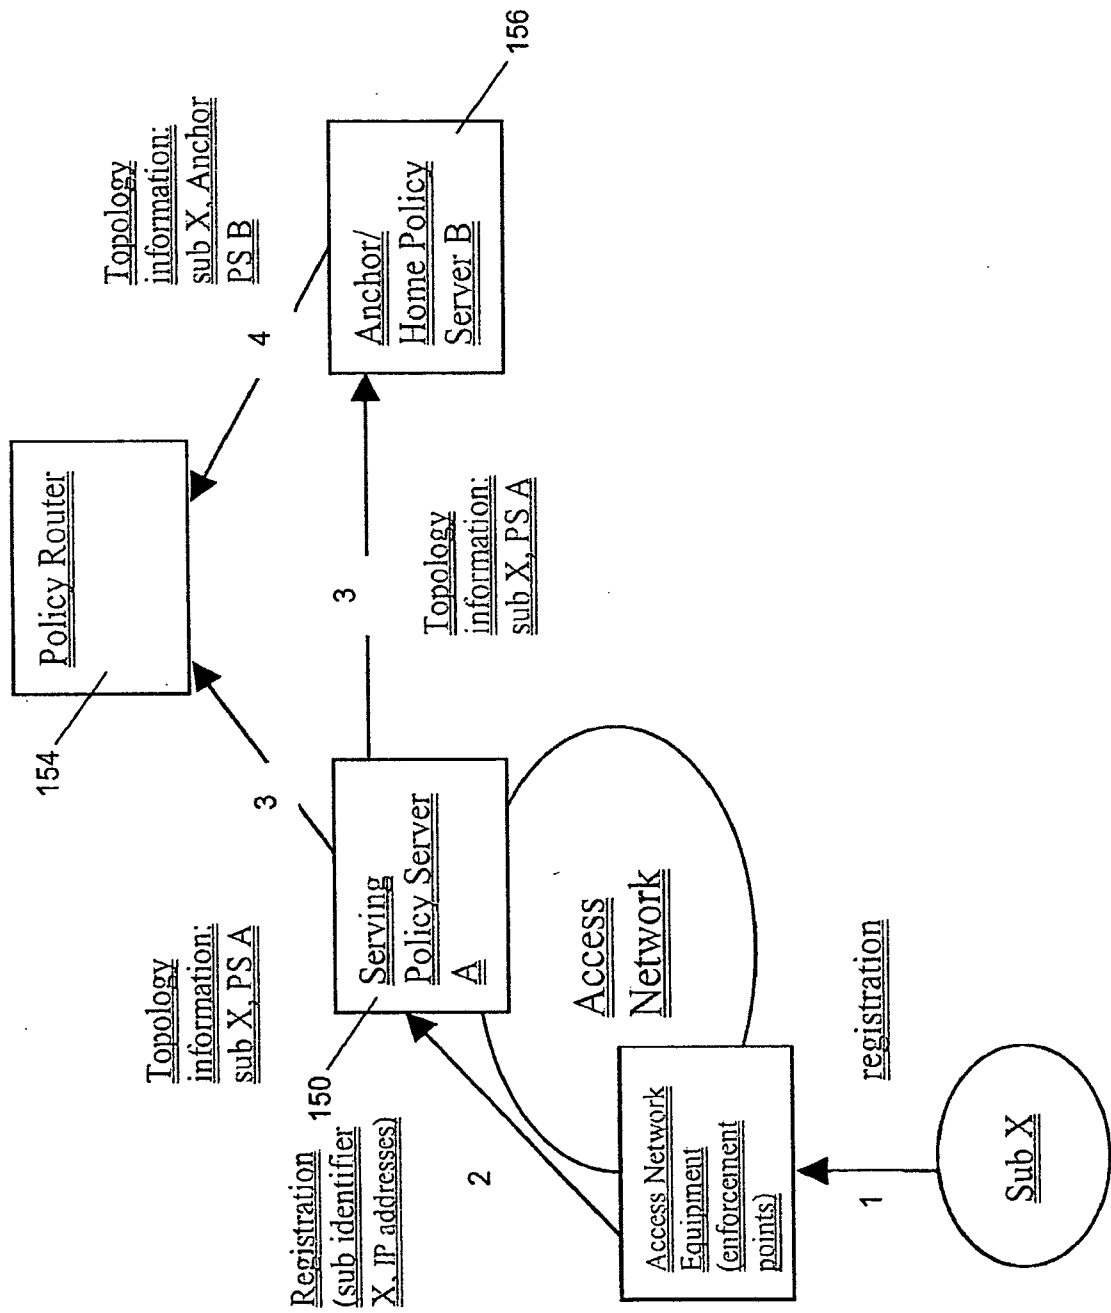 Policy Router
154
Topology
information:
sub X, Anchor
PS B
4
3
156
Anchor/
Home Policy
Server B
3
Topology
information:
sub X, PS A
Topology
information:
sub X, PS A
Serving
Policy Server
A
150
Registration
(sub identifier
X, IP addresses)
2
Access
Network
Access Network
Equipment
(enforcement
points)
registration
1
Sub X